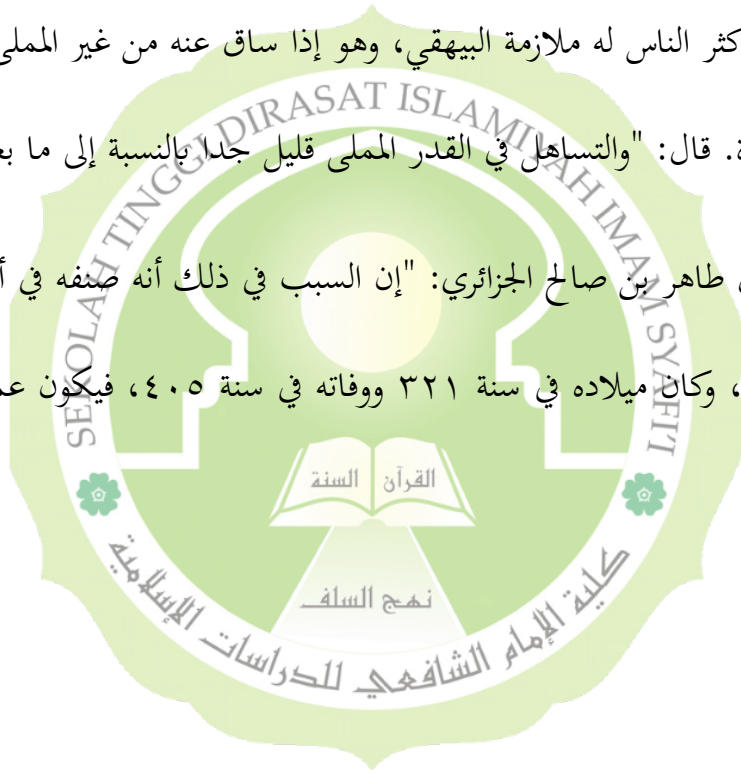 كثر الناس له ملازمة البيهقي، وهو إذا ساق عنه من غير المملى
ة. قال: "والتساهل في القدر المملى قليل جدا بالنسبة إلى ما بع
طاهر بن صالح الجزائري: "إن السبب في ذلك أنه صنفه في أ
، وكان ميلاده في سنة ٣٢١ ووفاته في سنة ٤٠٥، فيكون عم
SEKOLAH TINGGI DIRASAT ISLAMIYAH IMAM SYAFI'I
القرآن السنة
نهج السلف
كلية الإمام الشافعي للدراسات الإسلامية